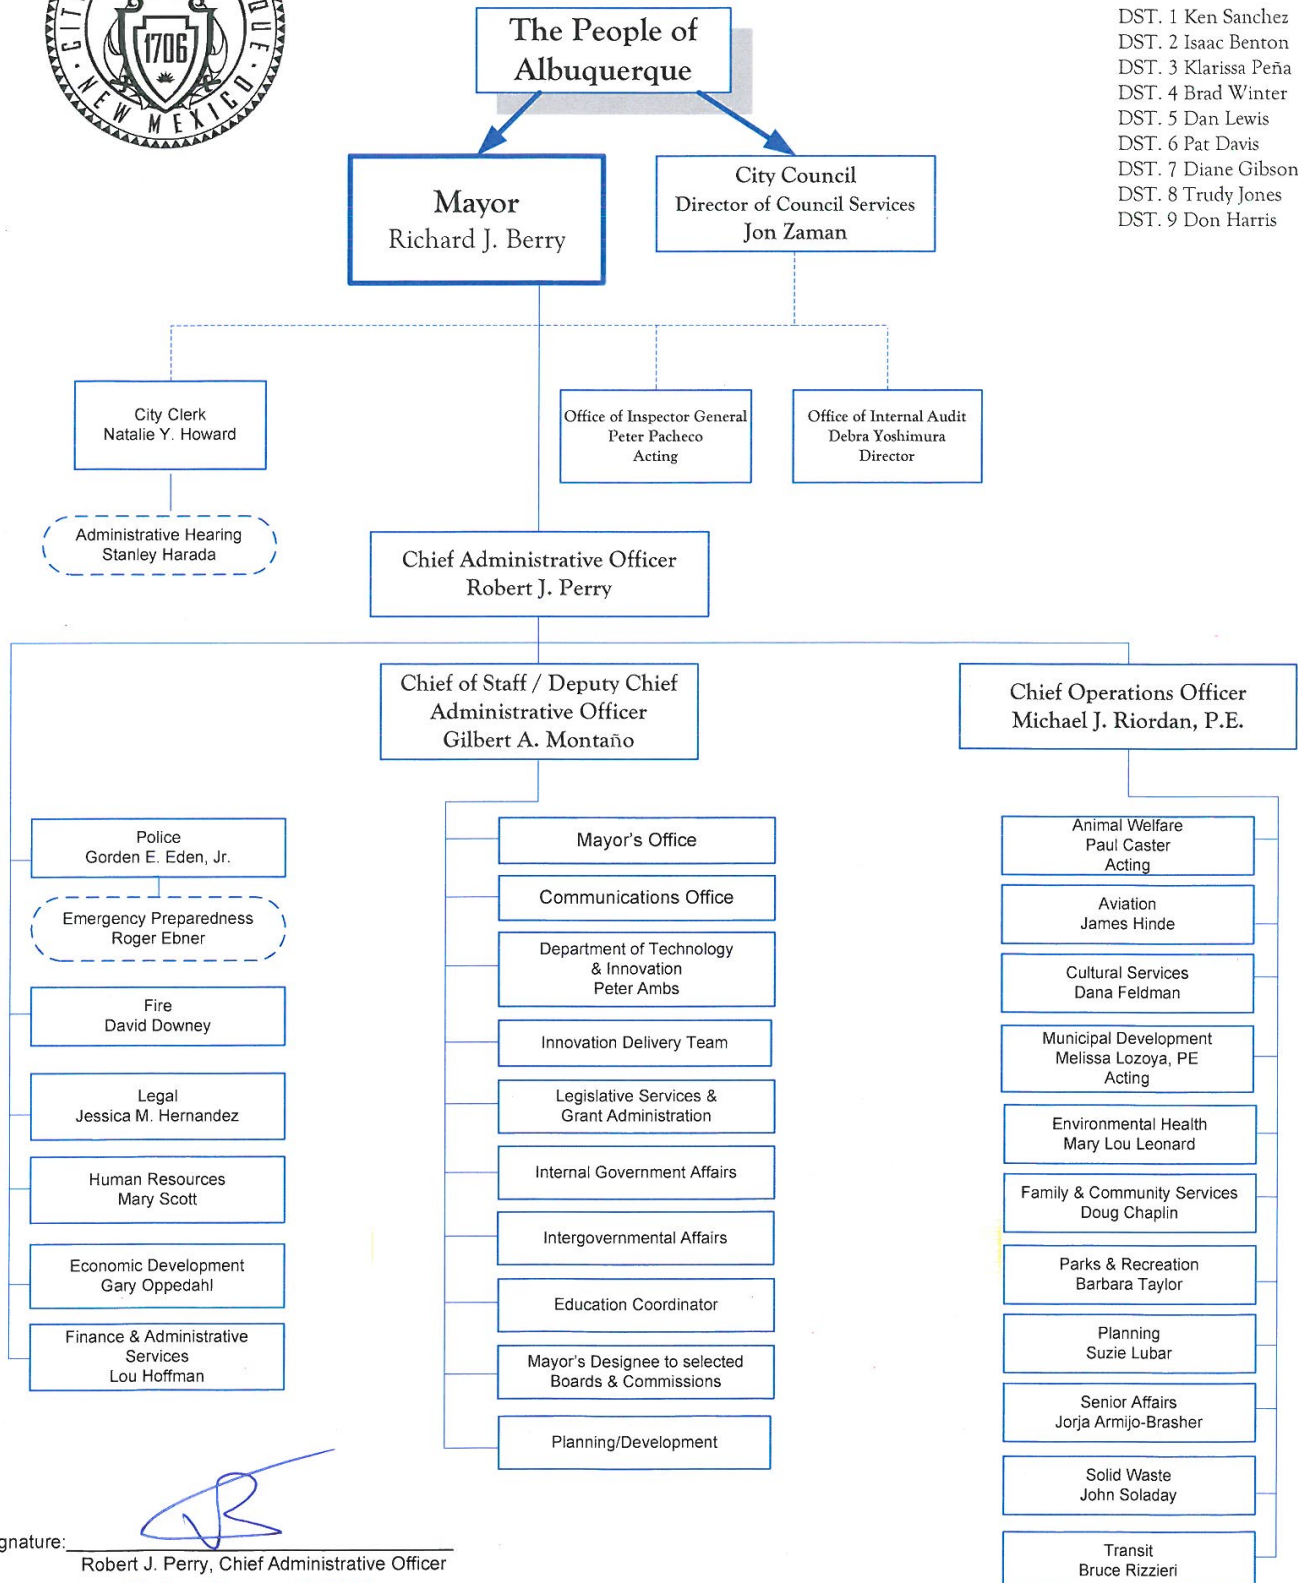 CIT
QUE
1706
NEW MEXICO
The People of
Albuquerque
DST. 1 Ken Sanchez
DST. 2 Isaac Benton
DST. 3 Klarissa Peña
DST. 4 Brad Winter
DST. 5 Dan Lewis
DST. 6 Pat Davis
DST. 7 Diane Gibson
DST. 8 Trudy Jones
DST. 9 Don Harris
Mayor
Richard J. Berry
City Council
Director of Council Services
Jon Zaman
City Clerk
Natalie Y. Howard
Administrative Hearing
Stanley Harada
Office of Inspector General
Peter Pacheco
Acting
Office of Internal Audit
Debra Yoshimura
Director
Chief Administrative Officer
Robert J. Perry
Chief of Staff / Deputy Chief
Administrative Officer
Gilbert A. Montaño
Chief Operations Officer
Michael J. Riordan, P.E.
Police
Gorden E. Eden, Jr.
Emergency Preparedness
Roger Ebner
Fire
David Downey
Legal
Jessica M. Hernandez
Human Resources
Mary Scott
Economic Development
Gary Oppedahl
Finance & Administrative
Services
Lou Hoffman
Mayor's Office
Communications Office
Department of Technology
& Innovation
Peter Ambs
Innovation Delivery Team
Legislative Services &
Grant Administration
Internal Government Affairs
Intergovernmental Affairs
Education Coordinator
Mayor's Designee to selected
Boards & Commissions
Planning/Development
Animal Welfare
Paul Caster
Acting
Aviation
James Hinde
Cultural Services
Dana Feldman
Municipal Development
Melissa Lozoya, PE
Acting
Environmental Health
Mary Lou Leonard
Family & Community Services
Doug Chaplin
Parks & Recreation
Barbara Taylor
Planning
Suzie Lubar
Senior Affairs
Jorja Armijo-Brasher
Solid Waste
John Soladay
Transit
Bruce Rizzieri
gnature:
Robert J. Perry, Chief Administrative Officer